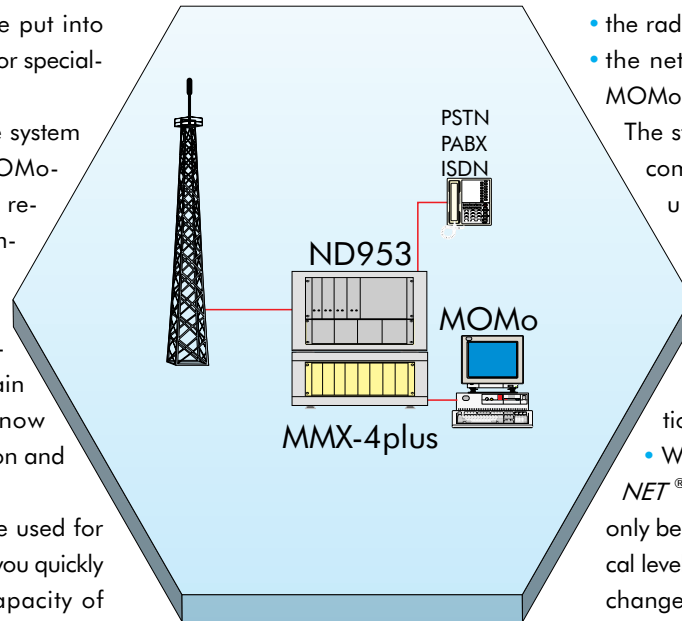 e put into
or special-
e system
OMo-
re-
n-
-
ain
now
on and
e used for
you quickly
apacity of
PSTN
PABX
ISDN
ND953
MOMo
MMX-4plus
• the rad
• the net
MOMo
The s
con
u
tio
• W
NET ®
only be
cal leve
change